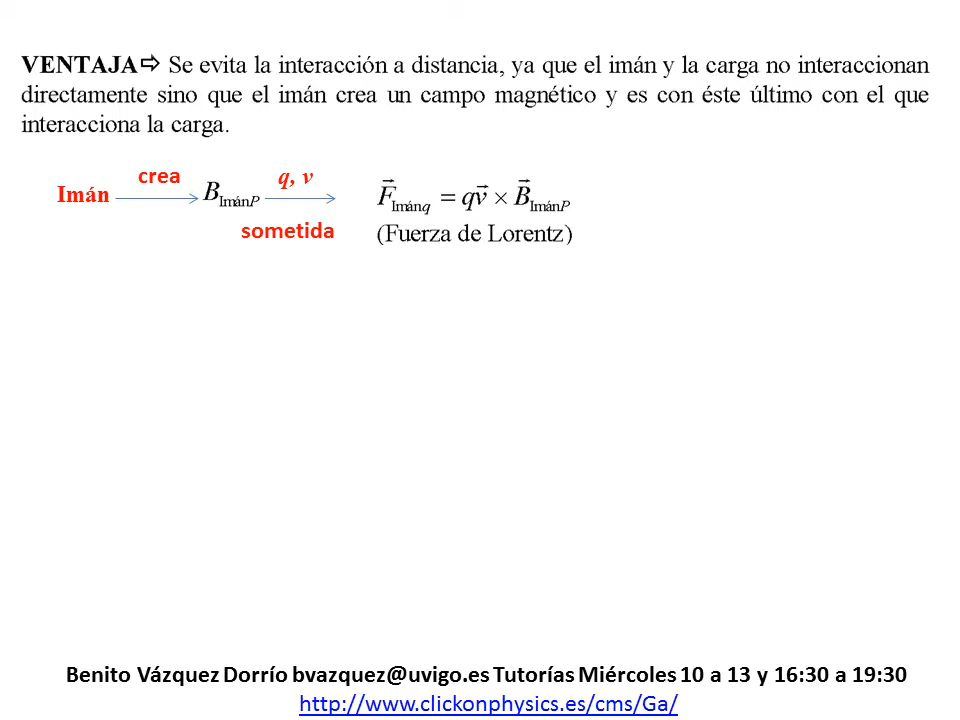 VENTAJA⇨ Se evita la interacción a distancia, ya que el imán y la carga no interaccionan
directamente sino que el imán crea un campo magnético y es con éste último con el que
interacciona la carga.
Imán crea B_ImánP q, v sometida
F⃗_Imánq = qv⃗ × B⃗_ImánP
(Fuerza de Lorentz)
Benito Vázquez Dorrío bvazquez@uvigo.es Tutorías Miércoles 10 a 13 y 16:30 a 19:30
http://www.clickonphysics.es/cms/Ga/